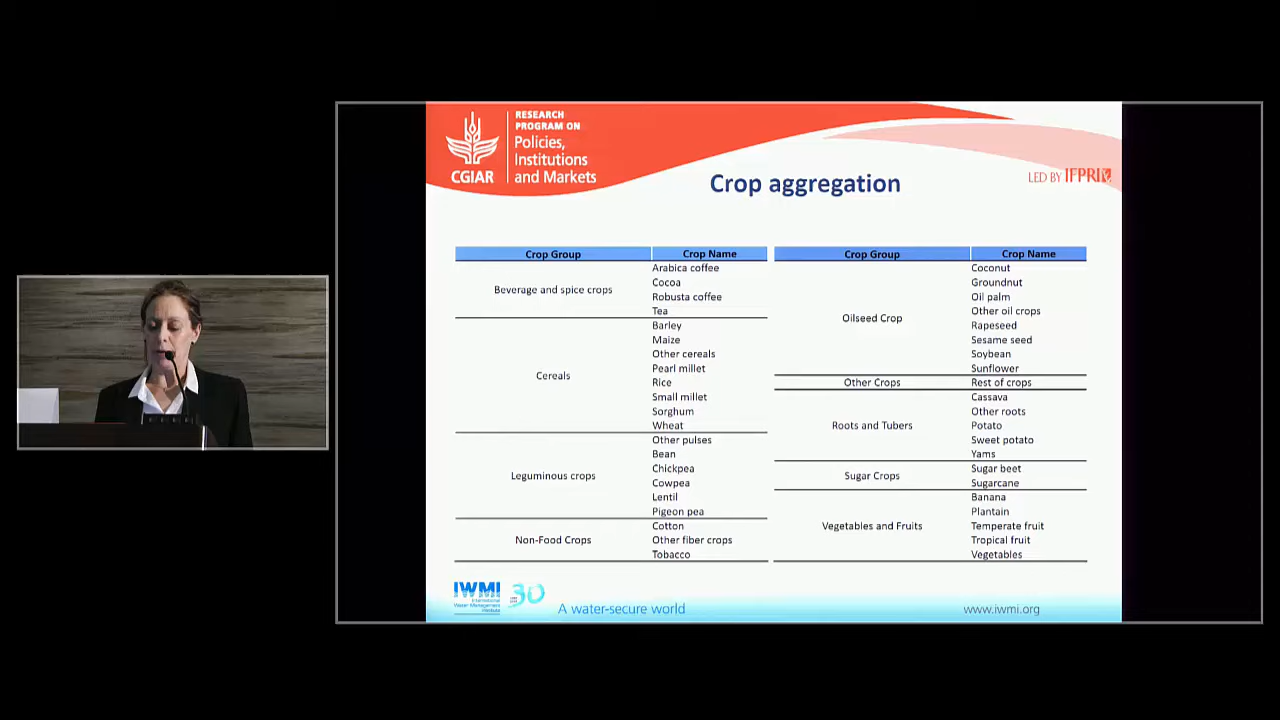 RESEARCH
PROGRAM ON
Policies,
Institutions
and Markets
CGIAR
LED BY IFPRI
Crop aggregation
Crop Group Crop Name
Beverage and spice crops
Arabica coffee
Cocoa
Robusta coffee
Tea
Cereals
Barley
Maize
Other cereals
Pearl millet
Rice
Small millet
Sorghum
Wheat
Leguminous crops
Other pulses
Bean
Chickpea
Cowpea
Lentil
Pigeon pea
Non-Food Crops
Cotton
Other fiber crops
Tobacco
Crop Group Crop Name
Oilseed Crop
Coconut
Groundnut
Oil palm
Other oil crops
Rapeseed
Sesame seed
Soybean
Sunflower
Other Crops Rest of crops
Roots and Tubers
Cassava
Other roots
Potato
Sweet potato
Yams
Sugar Crops
Sugar beet
Sugarcane
Vegetables and Fruits
Banana
Plantain
Temperate fruit
Tropical fruit
Vegetables
IWMI
International
Water Management
Institute
30
A water-secure world
www.iwmi.org